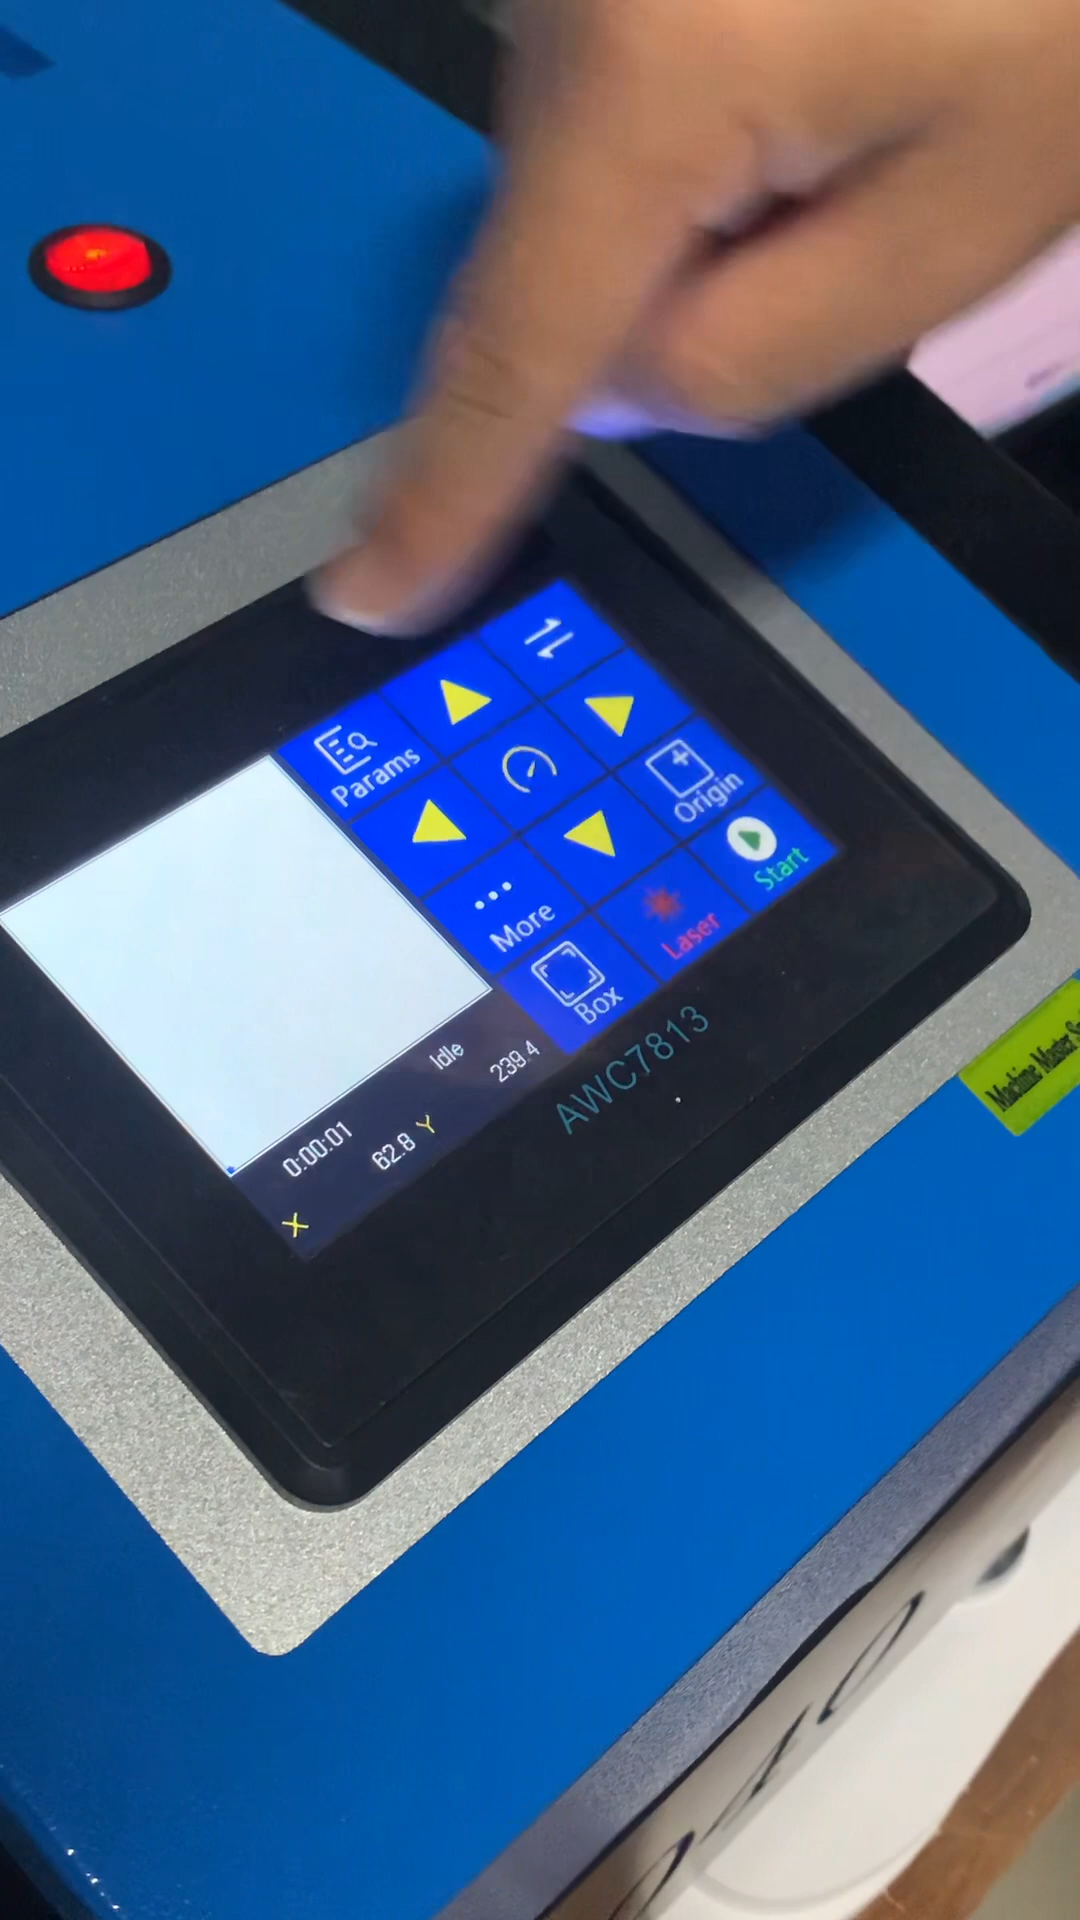 Params
Origin
More
Laser
Start
Box
Idle
0:00:01
X 62.8 Y 239.4
AWC7813
Machine Master